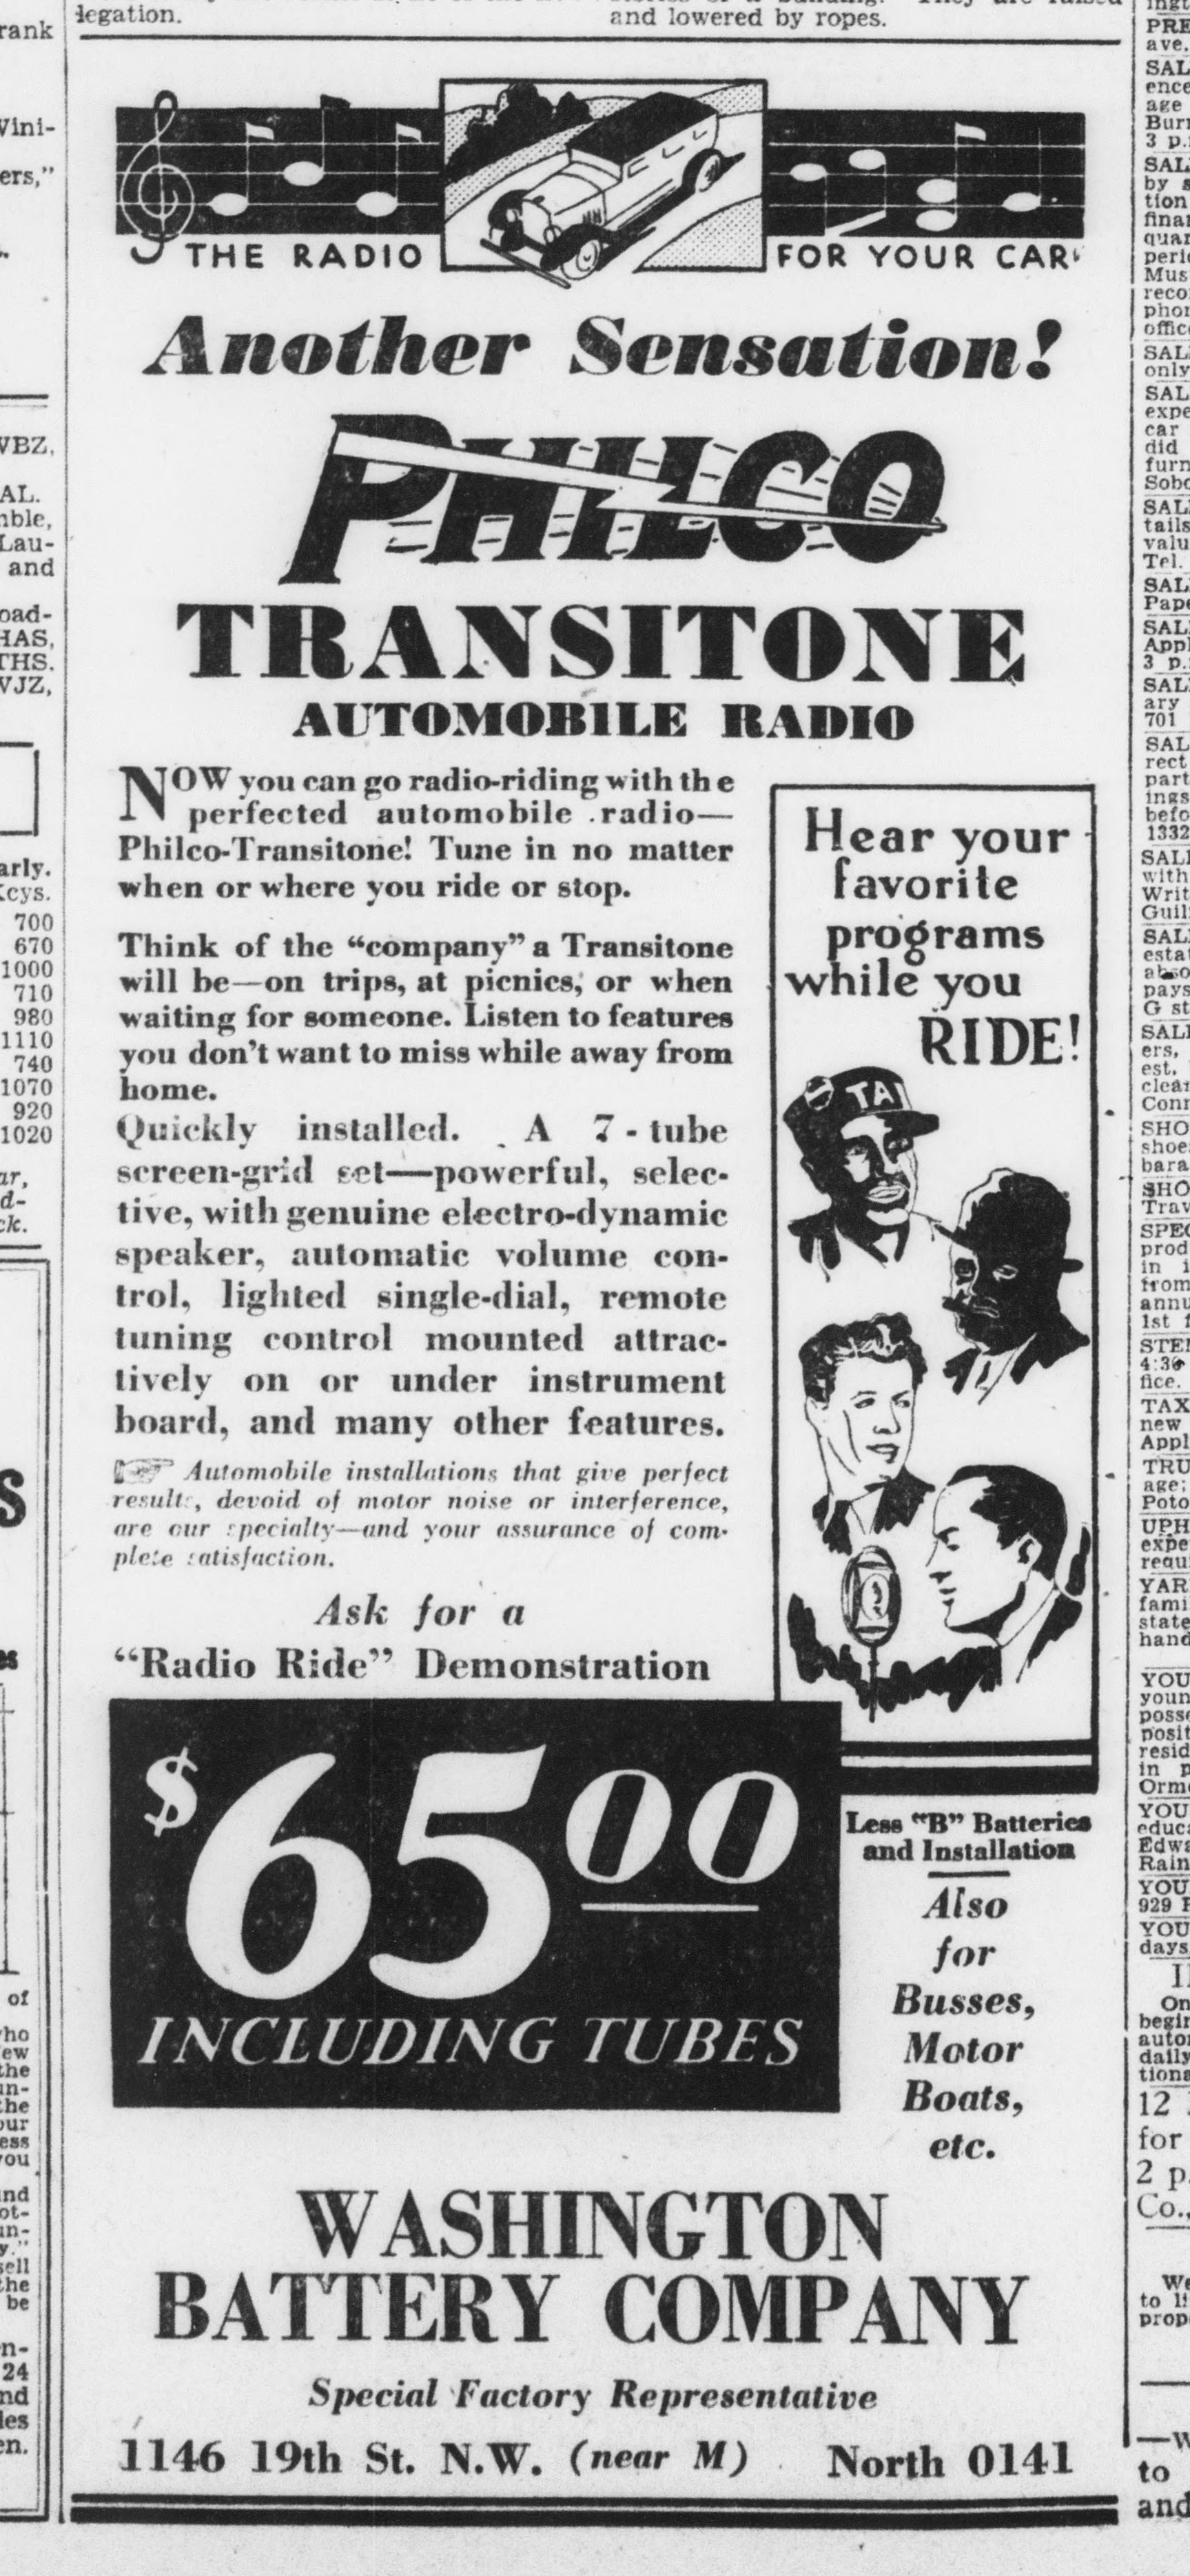 legation.
and lowered by ropes.
THE RADIO FOR YOUR CAR
Another Sensation!
PHILCO
TRANSITONE
AUTOMOBILE RADIO
NOW you can go radio-riding with the
perfected automobile radio—
Philco-Transitone! Tune in no matter
when or where you ride or stop.
Think of the “company” a Transitone
will be—on trips, at picnics, or when
waiting for someone. Listen to features
you don't want to miss while away from
home.
Quickly installed. A 7-tube
screen-grid set—powerful, selec-
tive, with genuine electro-dynamic
speaker, automatic volume con-
trol, lighted single-dial, remote
tuning control mounted attrac-
tively on or under instrument
board, and many other features.
☞ Automobile installations that give perfect
results, devoid of motor noise or interference,
are our specialty—and your assurance of com-
plete satisfaction.
Ask for a
“Radio Ride” Demonstration
Hear your
favorite
programs
while you
RIDE!
TAXI
$65.00
INCLUDING TUBES
Less “B” Batteries
and Installation
Also
for
Busses,
Motor
Boats,
etc.
WASHINGTON
BATTERY COMPANY
Special Factory Representative
1146 19th St. N.W. (near M) North 0141